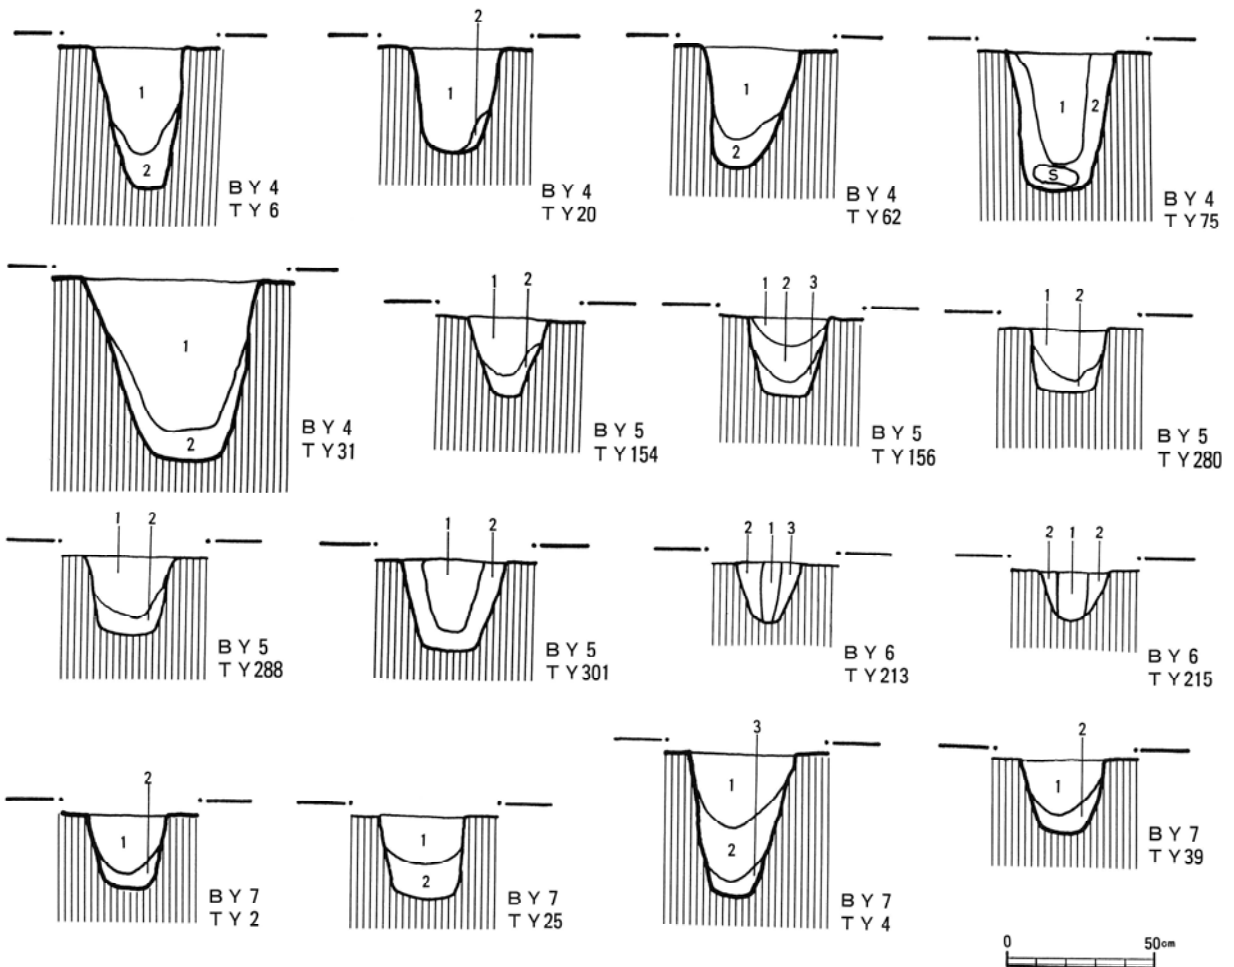 2
1
2
B Y 4
T Y 6
1
B Y 4
T Y 20
1
2
B Y 4
T Y 62
1
2
S
B Y 4
T Y 75
1
2
B Y 4
T Y 31
1 2
B Y 5
T Y 154
1 2 3
B Y 5
T Y 156
1 2
B Y 5
T Y 280
1 2
B Y 5
T Y 288
1 2
B Y 5
T Y 301
2 1 3
B Y 6
T Y 213
2 1 2
B Y 6
T Y 215
2
1
B Y 7
T Y 2
1
2
B Y 7
T Y 25
3
1
2
B Y 7
T Y 4
2
1
B Y 7
T Y 39
0 50cm